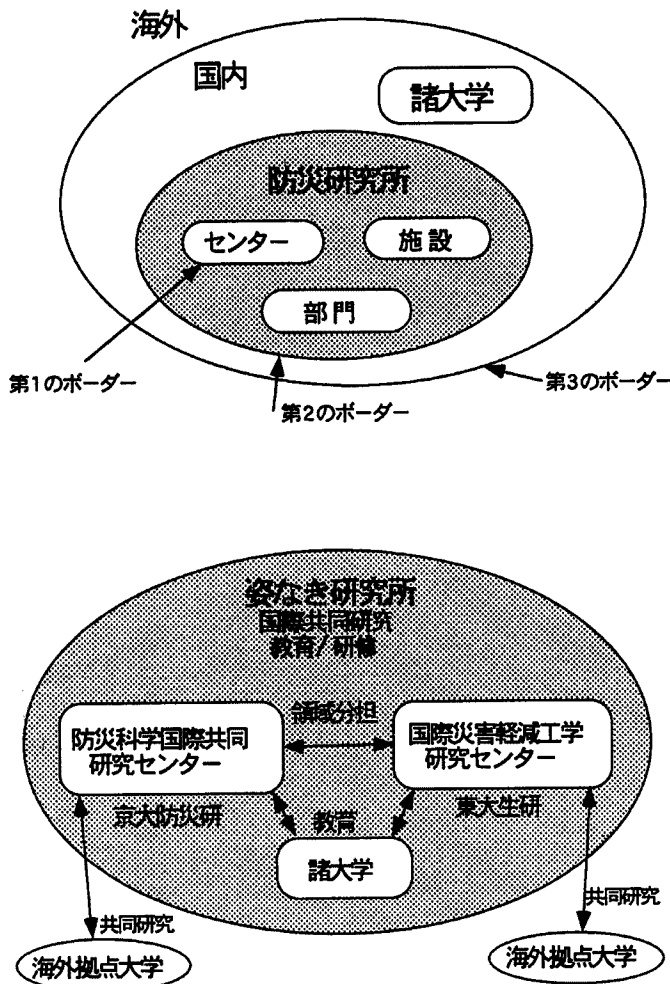 海外
国内
諸大学
防災研究所
センター
施設
部門
第1のボーダー
第2のボーダー
第3のボーダー
姿なき研究所
国際共同研究
教育/研修
領域分担
防災科学国際共同
研究センター
国際災害軽減工学
研究センター
京大防災研
教育
東大生研
諸大学
共同研究
共同研究
海外拠点大学
海外拠点大学